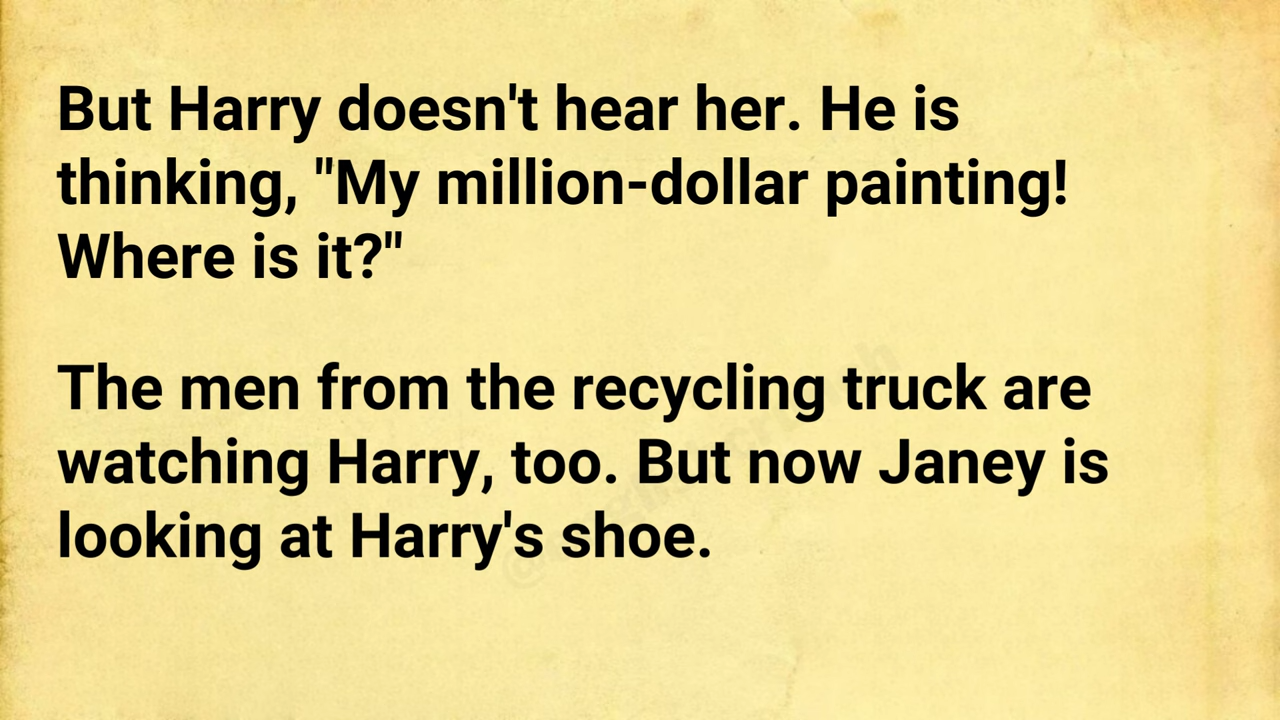 But Harry doesn't hear her. He is
thinking, "My million-dollar painting!
Where is it?"
The men from the recycling truck are
watching Harry, too. But now Janey is
looking at Harry's shoe.